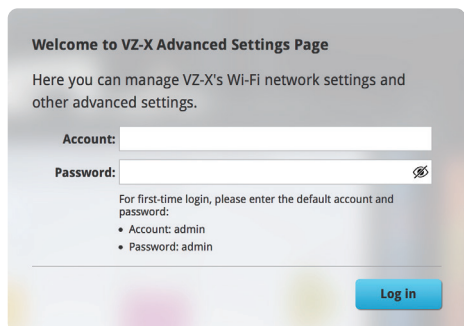 Welcome to VZ-X Advanced Settings Page
Here you can manage VZ-X's Wi-Fi network settings and
other advanced settings.
Account:
Password:
For first-time login, please enter the default account and
password:
• Account: admin
• Password: admin
Log in